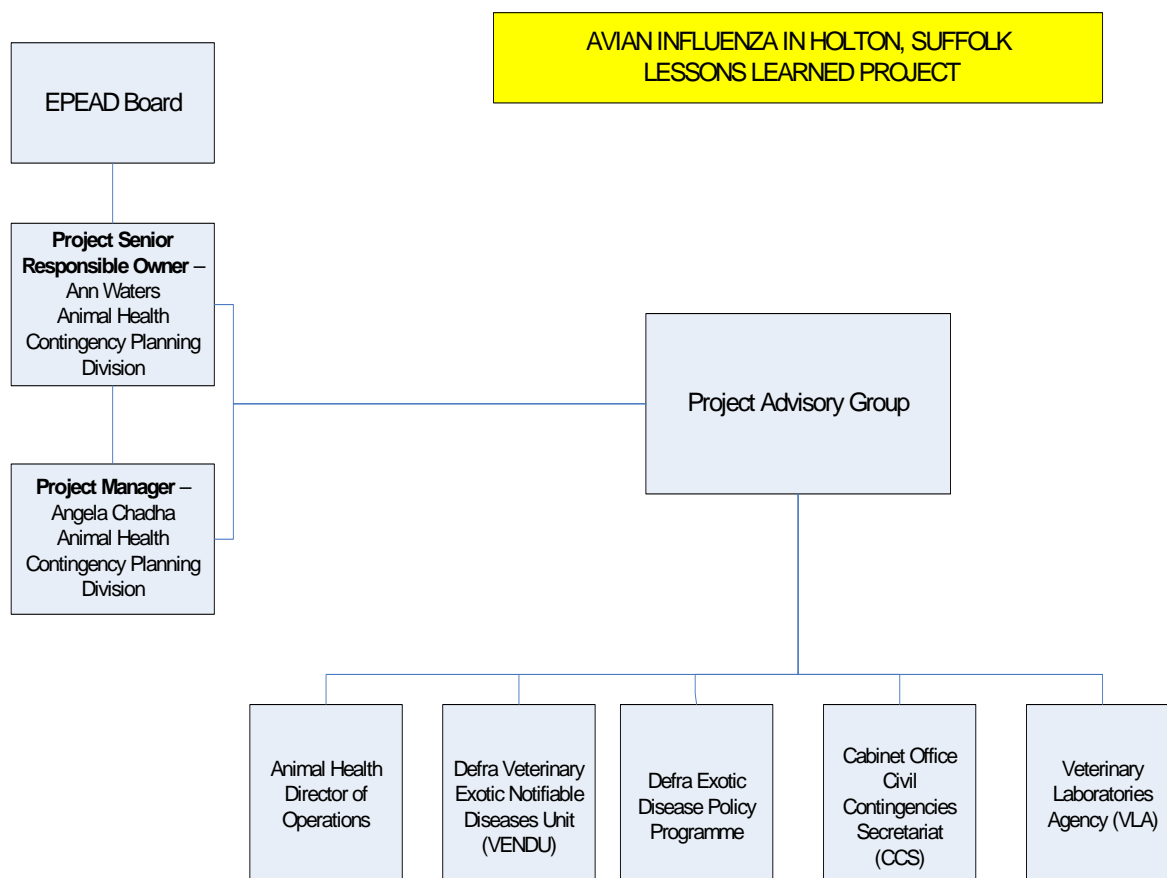 AVIAN INFLUENZA IN HOLTON, SUFFOLK
LESSONS LEARNED PROJECT
EPEAD Board
Project Senior
Responsible Owner –
Ann Waters
Animal Health
Contingency Planning
Division
Project Advisory Group
Project Manager –
Angela Chadha
Animal Health
Contingency Planning
Division
Animal Health
Director of
Operations
Defra Veterinary
Exotic Notifiable
Diseases Unit
(VENDU)
Defra Exotic
Disease Policy
Programme
Cabinet Office
Civil
Contingencies
Secretariat
(CCS)
Veterinary
Laboratories
Agency (VLA)